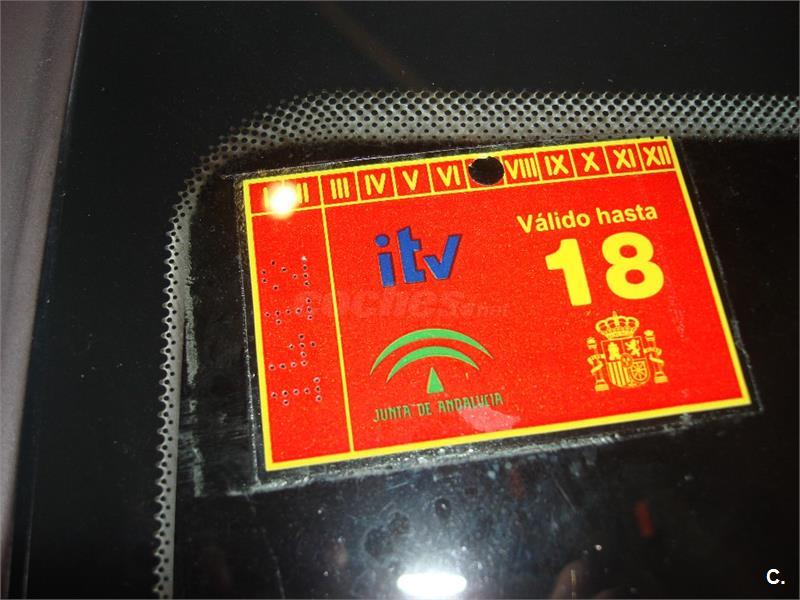 III IV V VI VIII IX X XI XII
Válido hasta
itv
18
JUNTA DE ANDALUCIA
C.